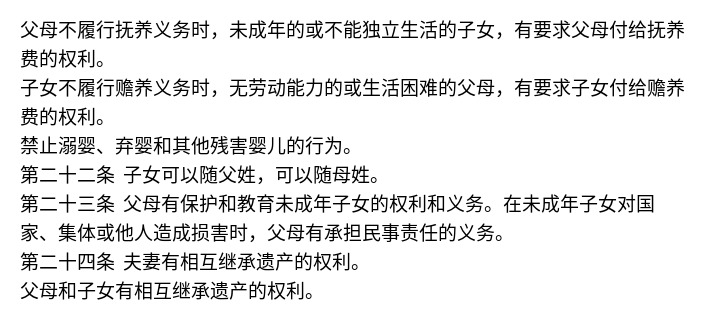 父母不履行抚养义务时，未成年的或不能独立生活的子女，有要求父母付给抚养
费的权利。
子女不履行赡养义务时，无劳动能力的或生活困难的父母，有要求子女付给赡养
费的权利。
禁止溺婴、弃婴和其他残害婴儿的行为。
第二十二条 子女可以随父姓，可以随母姓。
第二十三条 父母有保护和教育未成年子女的权利和义务。在未成年子女对国
家、集体或他人造成损害时，父母有承担民事责任的义务。
第二十四条 夫妻有相互继承遗产的权利。
父母和子女有相互继承遗产的权利。